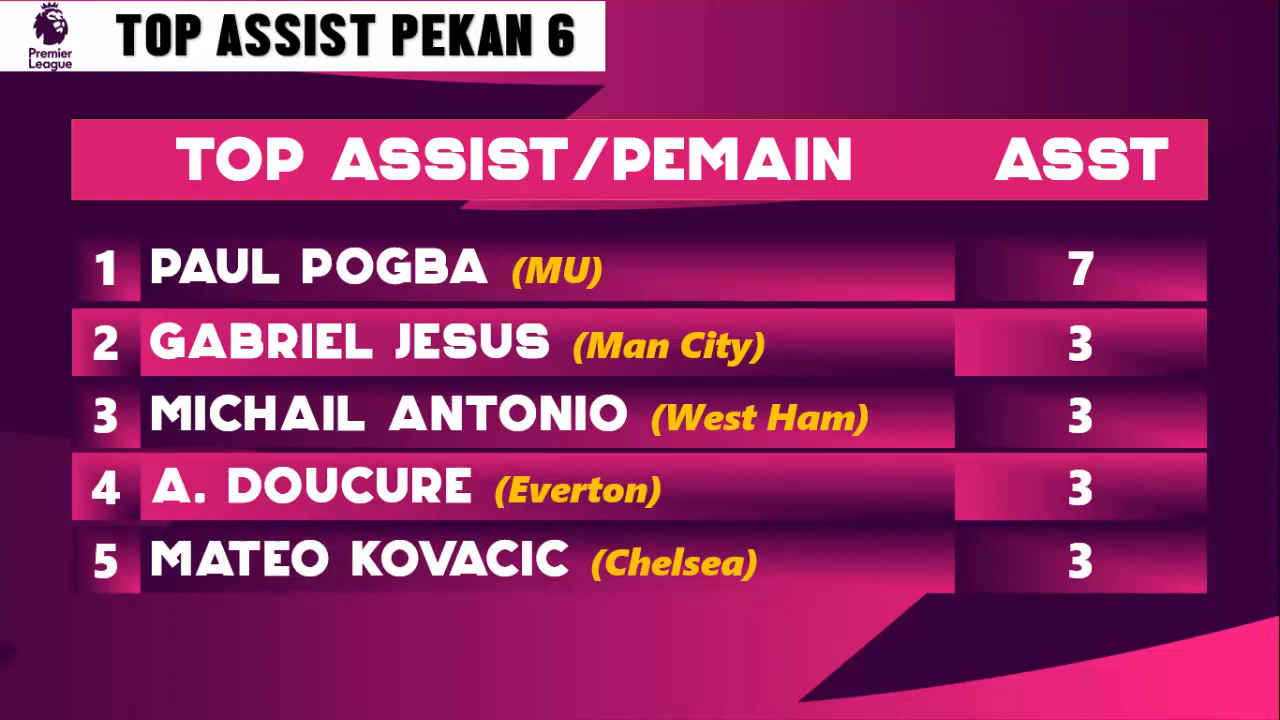 Premier
League
TOP ASSIST PEKAN 6
TOP ASSIST/PEMAIN ASST
1 PAUL POGBA (MU) 7
2 GABRIEL JESUS (Man City) 3
3 MICHAIL ANTONIO (West Ham) 3
4 A. DOUCURE (Everton) 3
5 MATEO KOVACIC (Chelsea) 3